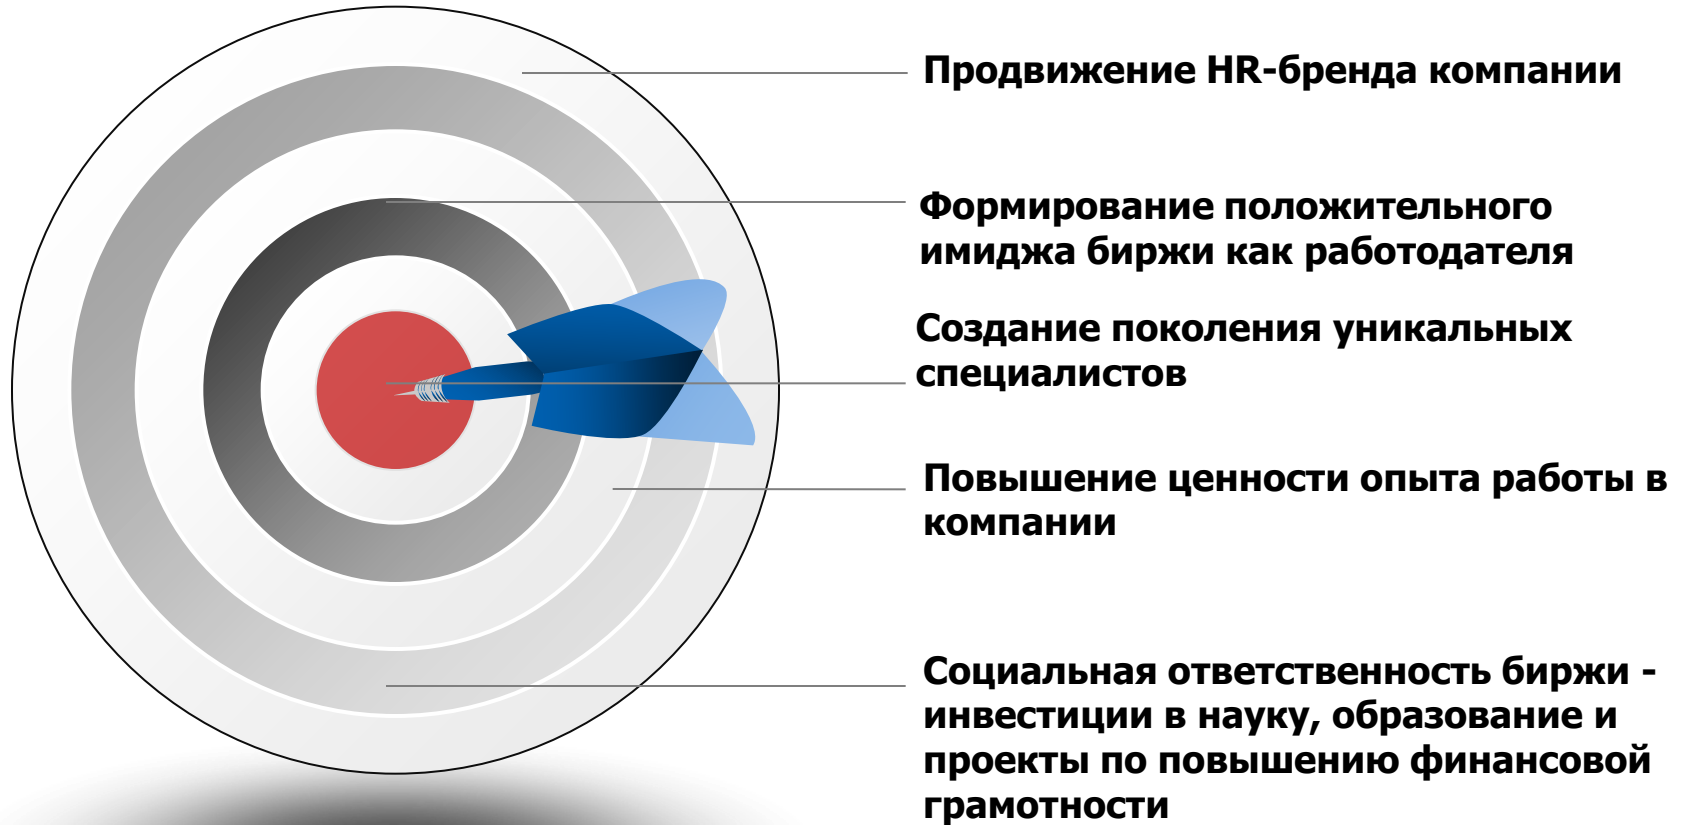 Продвижение HR-бренда компании
Формирование положительного
имиджа биржи как работодателя
Создание поколения уникальных
специалистов
Повышение ценности опыта работы в
компании
Социальная ответственность биржи -
инвестиции в науку, образование и
проекты по повышению финансовой
грамотности